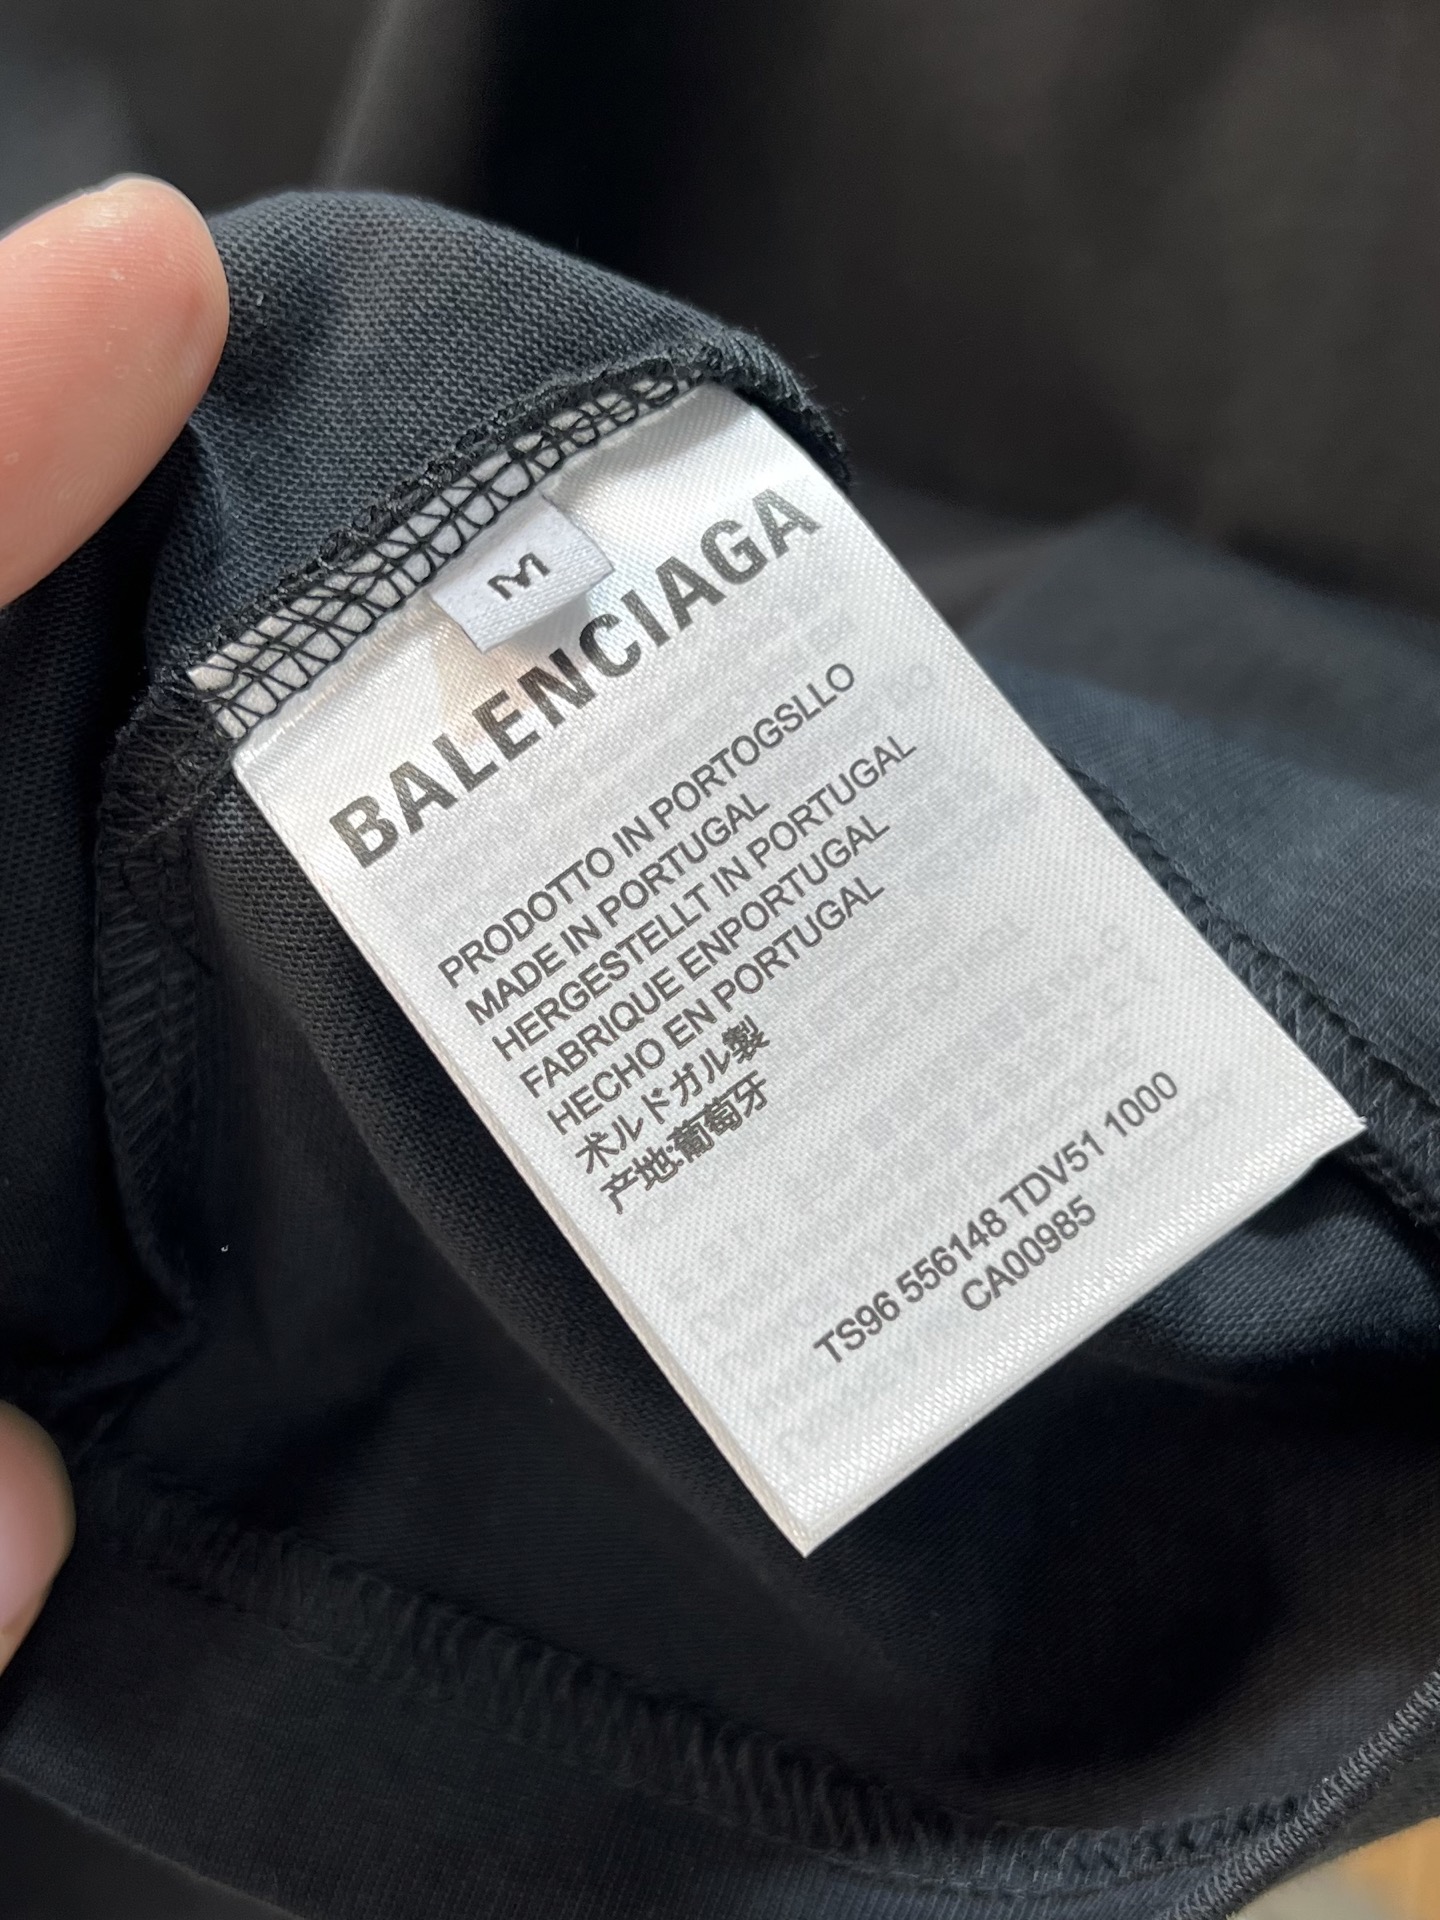 M
BALENCIAGA
PRODOTTO IN PORTOGSLLO
MADE IN PORTUGAL
HERGESTELLT IN PORTUGAL
FABRIQUE ENPORTUGAL
HECHO EN PORTUGAL
ポルドガル製
产地:葡萄牙
TS96 556148 TDV51 1000
CA00985